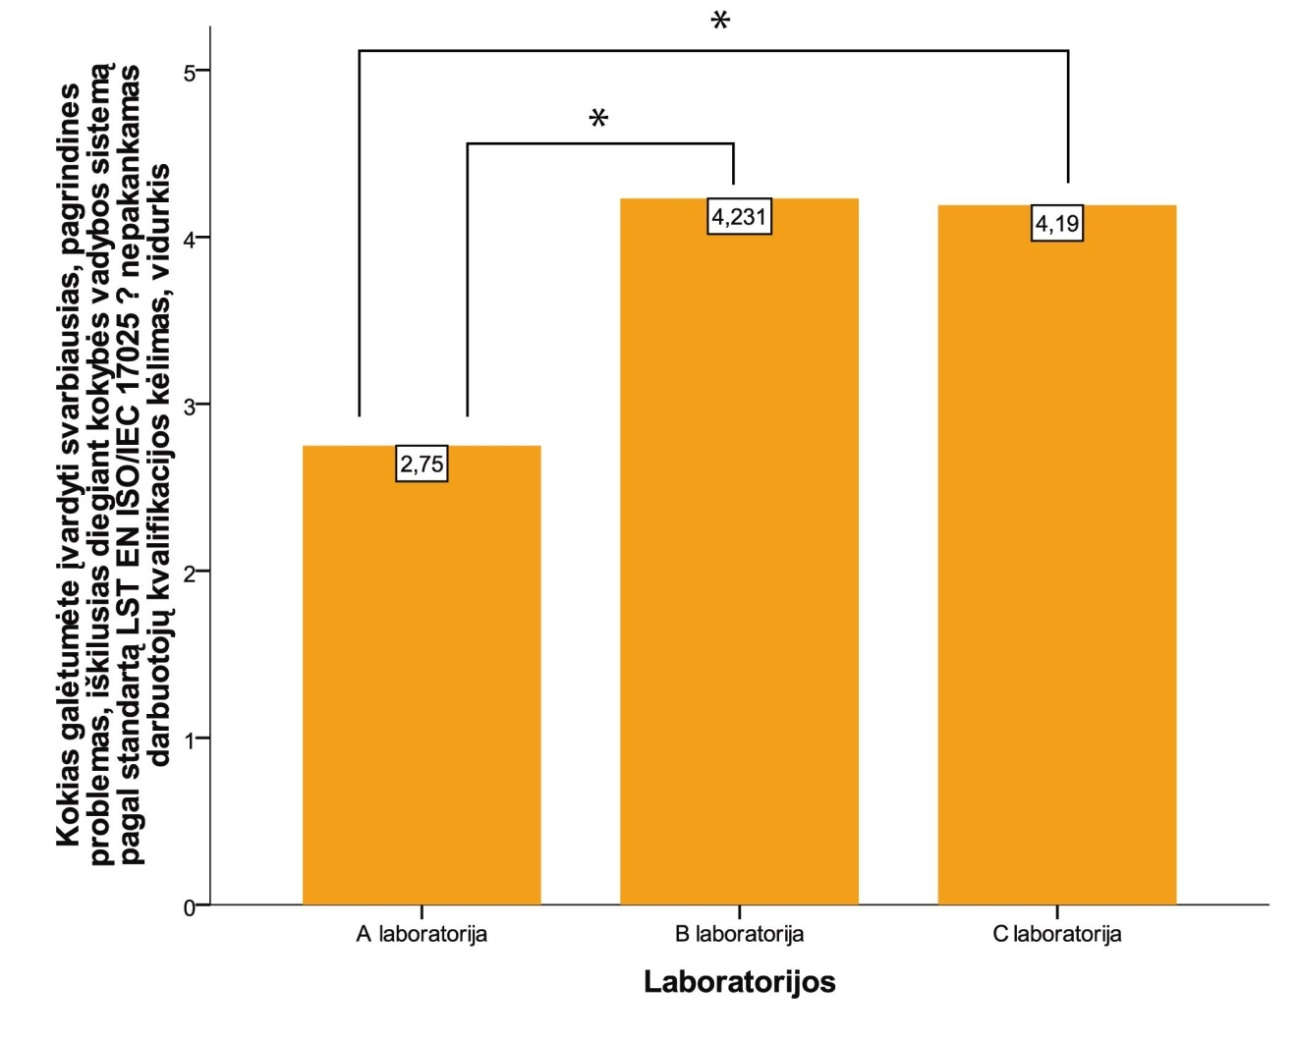 Kokias galėtumėte įvardyti svarbiausias, pagrindines
problemas, iškilusias diegiant kokybės vadybos sistemą
pagal standartą LST EN ISO/IEC 17025 ? nepakankamas
darbuotojų kvalifikacijos kėlimas, vidurkis
*
*
5
4
3
2
1
0
2,75
4,231
4,19
A laboratorija
B laboratorija
C laboratorija
Laboratorijos